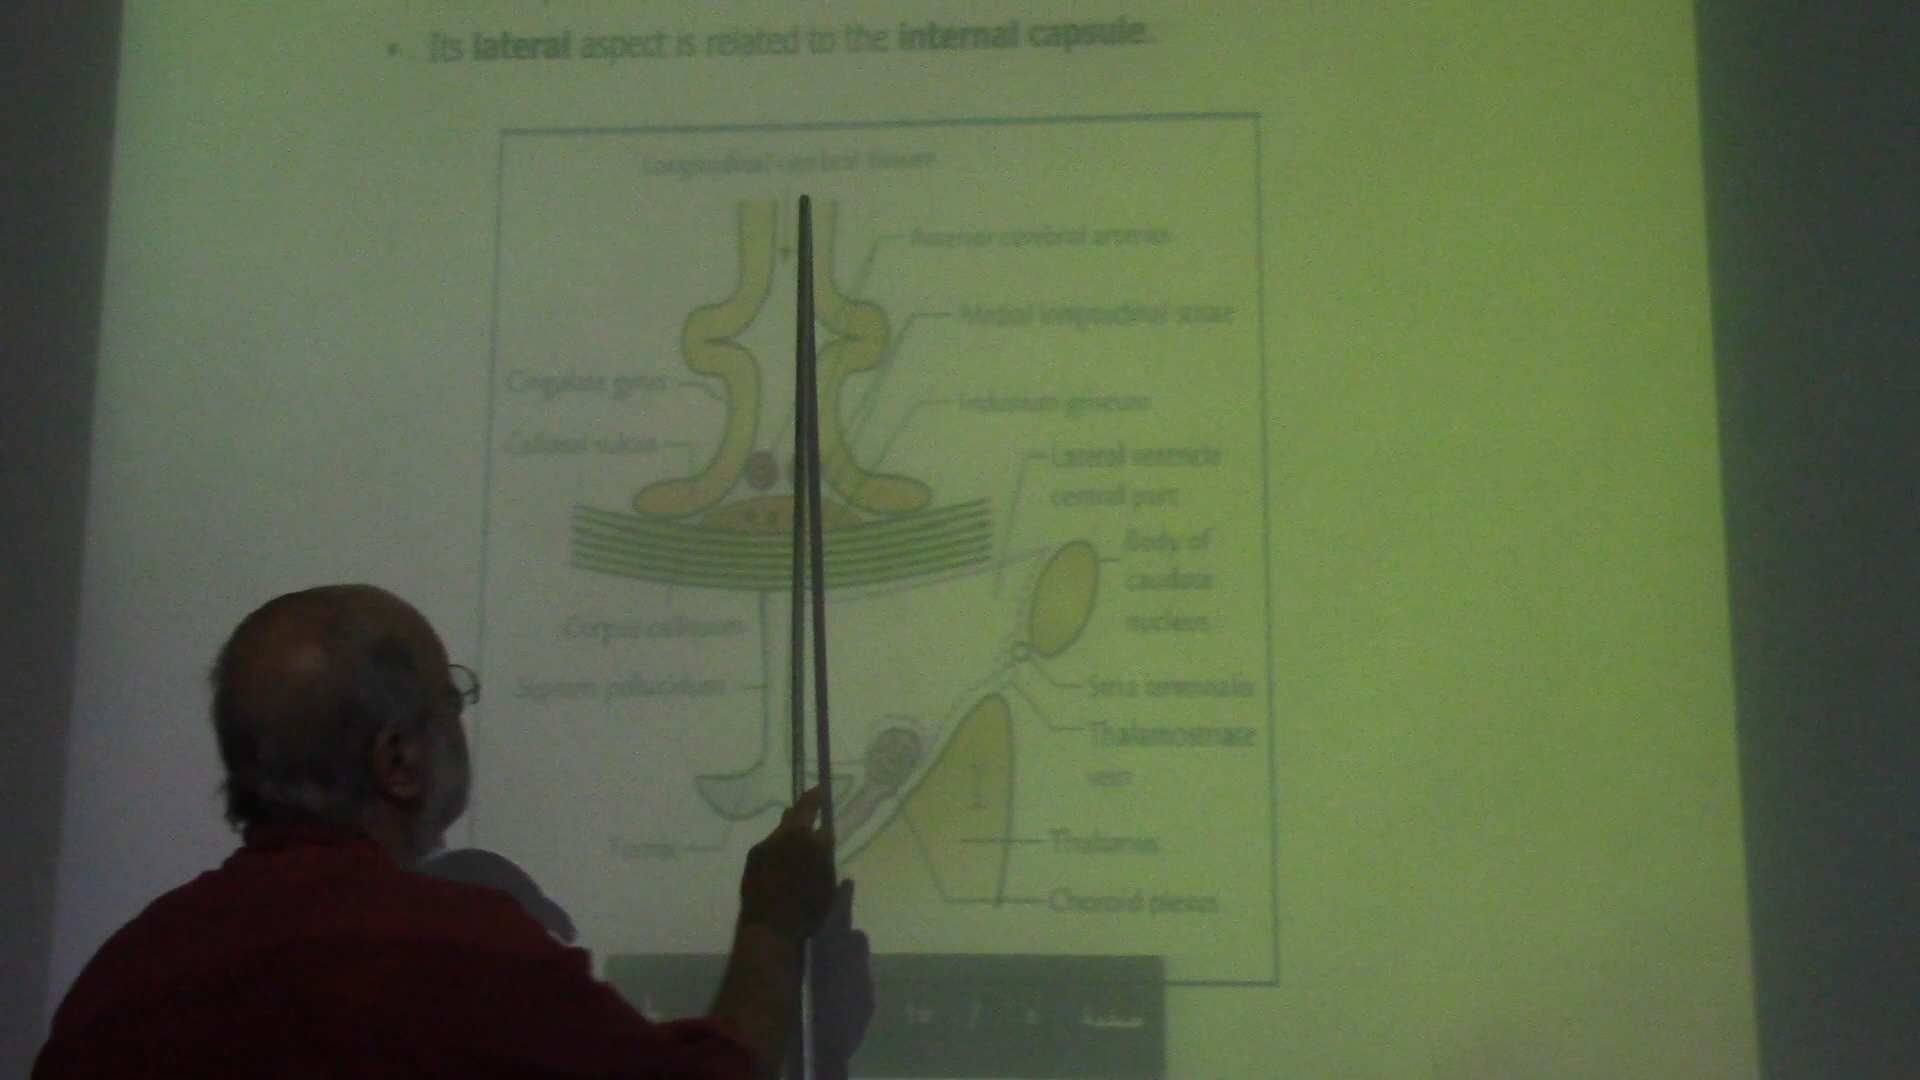 • Its lateral aspect is related to the internal capsule.
Longitudinal cerebral fissure
Anterior cerebral arteries
Medial longitudinal striae
Cingulate gyrus
Indusium griseum
Callosal sulcus
Lateral ventricle
central part
Body of
caudate
nucleus
Corpus callosum
Septum pellucidum
Stria terminalis
Thalamostriate
vein
Fornix
Thalamus
Choroid plexus
صفحة